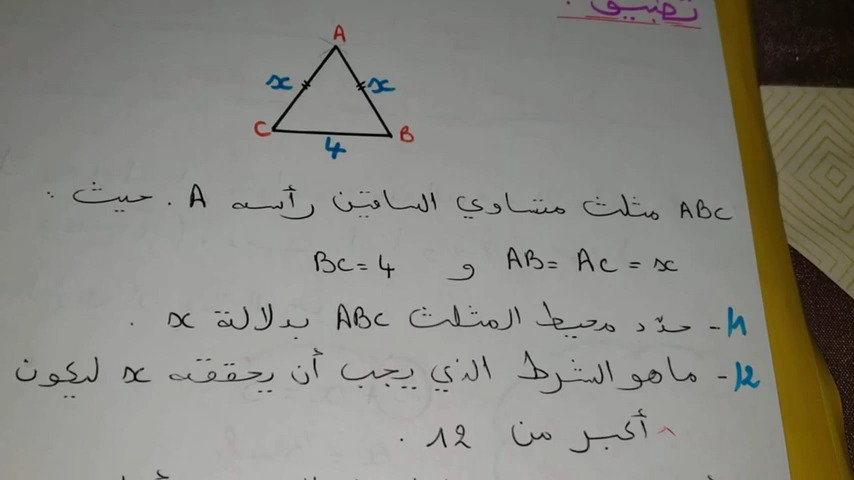 تطبيق :
A
x x
C B
4
ABC مثلث متساوي الساقين رأسه A . حيث :
AB = AC = x و BC = 4
1- حدّد محيط المثلث ABC بدلالة x .
2- ماهو الشرط الذي يجب أن يحققه x ليكون
أكبر من 12 .